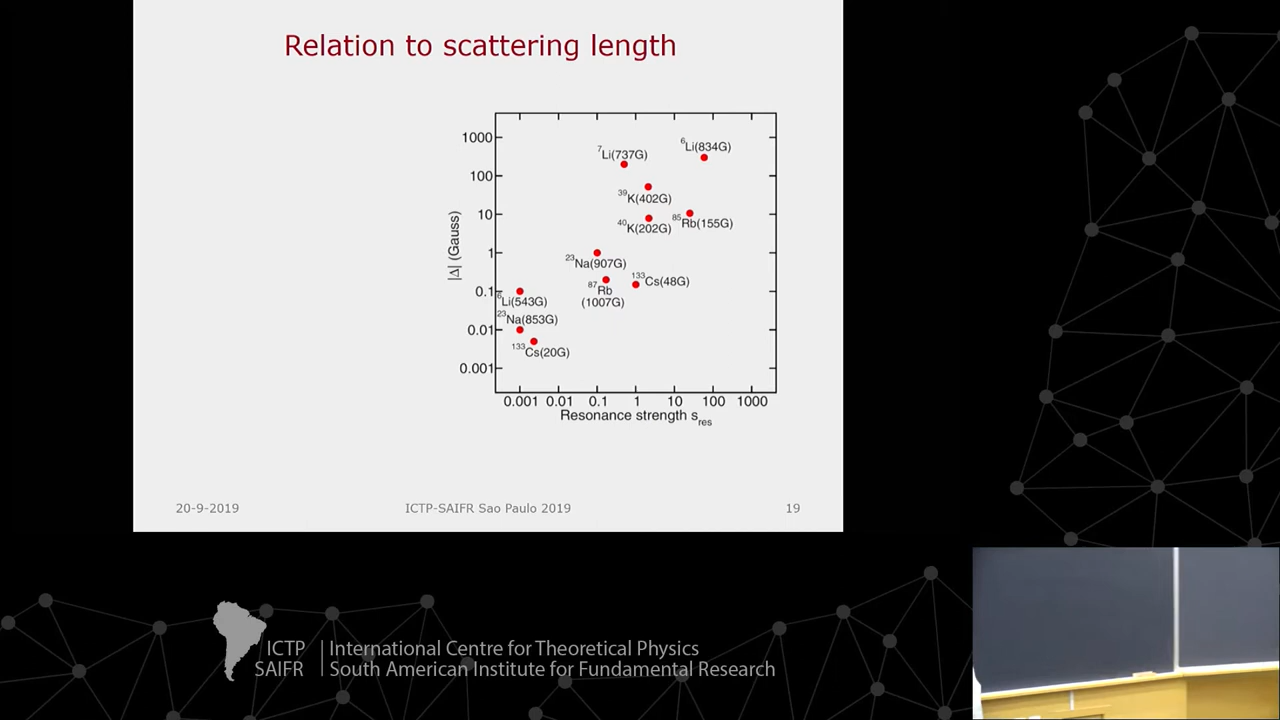 Relation to scattering length
1000
100
10
1
0.1
0.01
0.001
|Δ| (Gauss)
⁷Li(737G)
⁶Li(834G)
³⁹K(402G)
⁴⁰K(202G)
⁸⁵Rb(155G)
²³Na(907G)
¹³³Cs(48G)
⁸⁷Rb
(1007G)
⁶Li(543G)
²³Na(853G)
¹³³Cs(20G)
0.001 0.01 0.1 1 10 100 1000
Resonance strength s_res
20-9-2019 ICTP-SAIFR Sao Paulo 2019 19
ICTP International Centre for Theoretical Physics
SAIFR South American Institute for Fundamental Research